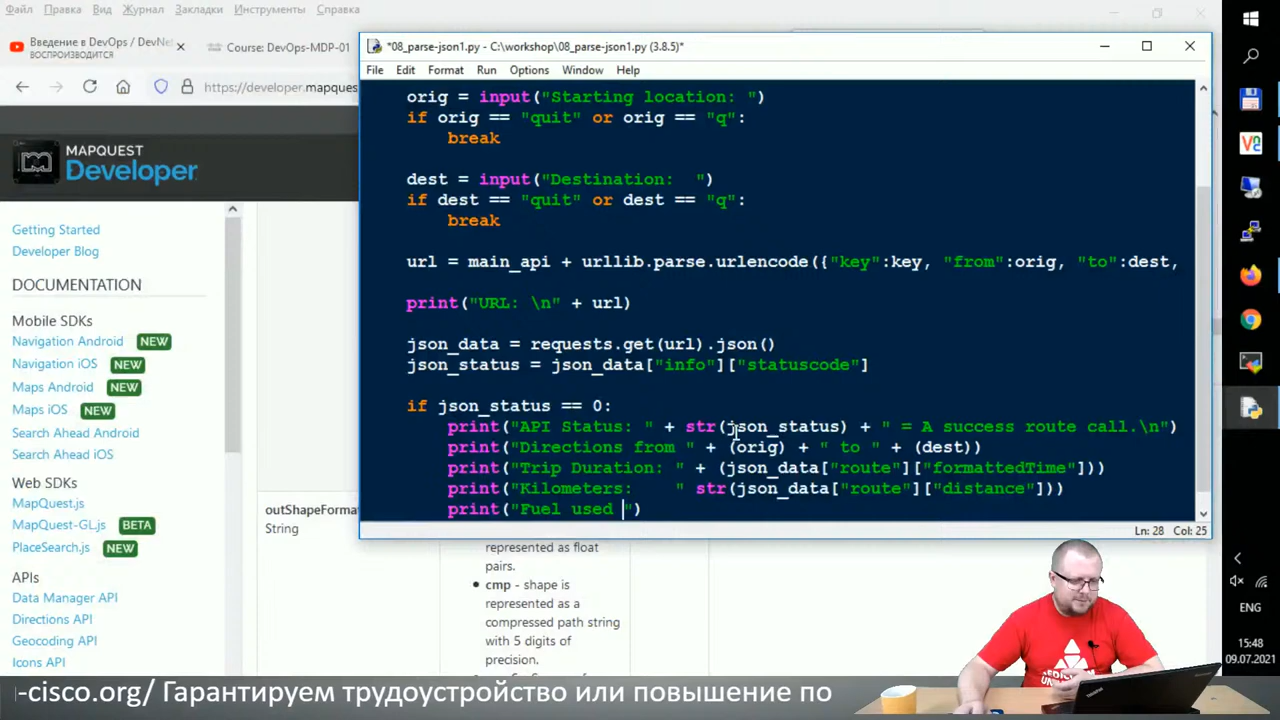 Файл Правка Вид Журнал Закладки Инструменты Справка
Введение в DevOps / DevNet
ВОСПРОИЗВОДИТСЯ
Course: DevOps-MDP-01
https://developer.mapques
MAPQUEST
Developer
Getting Started
Developer Blog
DOCUMENTATION
Mobile SDKs
Navigation Android NEW
Navigation iOS NEW
Maps Android NEW
Maps iOS NEW
Search Ahead Android
Search Ahead iOS
Web SDKs
MapQuest.js
MapQuest-GL.js BETA
PlaceSearch.js NEW
APIs
Data Manager API
Directions API
Geocoding API
Icons API
outShapeForma
String
represented as float
pairs.
cmp - shape is
represented as a
compressed path string
with 5 digits of
precision.
*08_parse-json1.py - C:\workshop\08_parse-json1.py (3.8.5)*
File Edit Format Run Options Window Help
orig = input("Starting location: ")
if orig == "quit" or orig == "q":
break
dest = input("Destination:  ")
if dest == "quit" or dest == "q":
break
url = main_api + urllib.parse.urlencode({"key":key, "from":orig, "to":dest,
print("URL: \n" + url)
json_data = requests.get(url).json()
json_status = json_data["info"]["statuscode"]
if json_status == 0:
print("API Status: " + str(json_status) + " = A success route call.\n")
print("Directions from " + (orig) + " to " + (dest))
print("Trip Duration: " + (json_data["route"]["formattedTime"]))
print("Kilometers:    " str(json_data["route"]["distance"]))
print("Fuel used ")
Ln: 28 Col: 25
ENG
15:48
09.07.2021
-cisco.org/ Гарантируем трудоустройство или повышение по